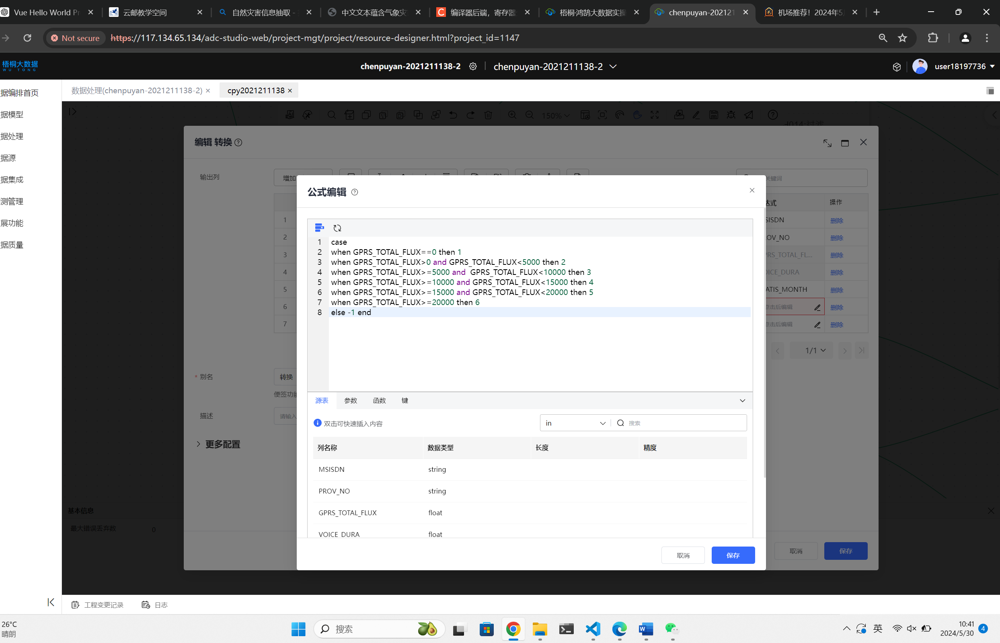 Vue Hello World Pr
云邮教学空间
自然灾害信息抽取 -
中文文本蕴含气象灾
编译器后端，寄存器
梧桐·鸿鹄大数据实操
chenpuyan-202121
机场推荐！2024年5
Not secure https://117.134.65.134/adc-studio-web/project-mgt/project/resource-designer.html?project_id=1147
梧桐大数据
WU TONG
chenpuyan-2021211138-2
chenpuyan-2021211138-2
user18197736
据编排首页
据模型
据处理
据源
据集成
测管理
展功能
据质量
数据处理(chenpuyan-2021211138-2)
cpy2021211138
150%
编辑 转换
输出列
增加
关键词
达式
操作
1
SISDN
删除
2
OV_NO
删除
3
PRS_TOTAL_FL...
删除
4
OICE_DURA
删除
5
ATIS_MONTH
删除
6
点击后编辑
删除
7
点击后编辑
删除
1/1
* 别名
转换
便签功能
描述
请输入
更多配置
取消
保存
公式编辑
1 case
2 when GPRS_TOTAL_FLUX==0 then 1
3 when GPRS_TOTAL_FLUX>0 and GPRS_TOTAL_FLUX<5000 then 2
4 when GPRS_TOTAL_FLUX>=5000 and  GPRS_TOTAL_FLUX<10000 then 3
5 when GPRS_TOTAL_FLUX>=10000 and GPRS_TOTAL_FLUX<15000 then 4
6 when GPRS_TOTAL_FLUX>=15000 and GPRS_TOTAL_FLUX<20000 then 5
7 when GPRS_TOTAL_FLUX>=20000 then 6
8 else -1 end
源表 参数 函数 键
双击可快速插入内容
in
搜索
列名称 数据类型 长度 精度
MSISDN string
PROV_NO string
GPRS_TOTAL_FLUX float
VOICE_DURA float
取消
保存
基本信息
最大错误丢弃数 0
工程变更记录
日志
26°C
晴朗
搜索
英
10:41
2024/5/30
4